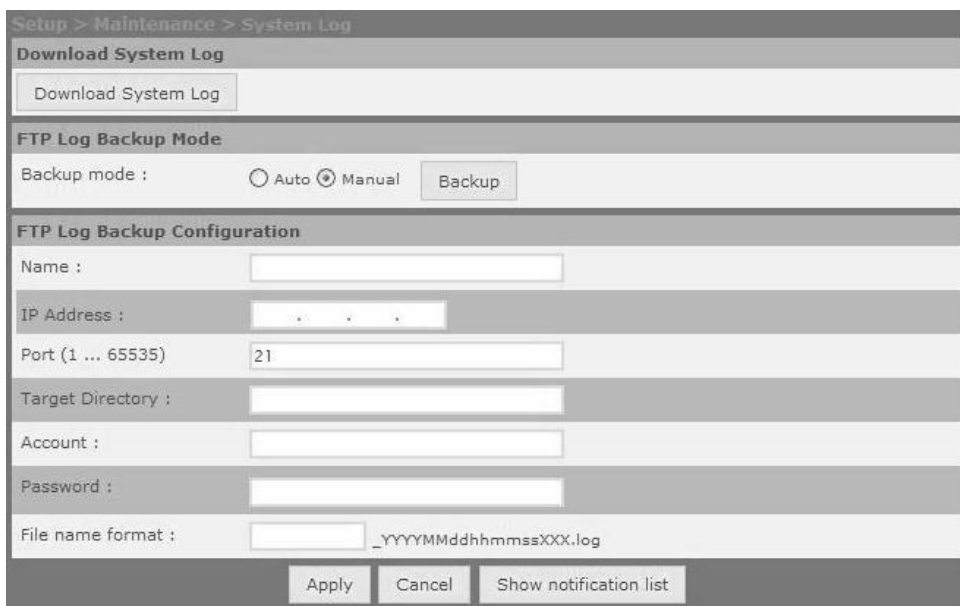 Setup > Maintenance > System Log
Download System Log
Download System Log
FTP Log Backup Mode
Backup mode : Auto Manual Backup
FTP Log Backup Configuration
Name :
IP Address : . . .
Port (1 ... 65535) 21
Target Directory :
Account :
Password :
File name format : _YYYYMMddhhmmssXXX.log
Apply Cancel Show notification list